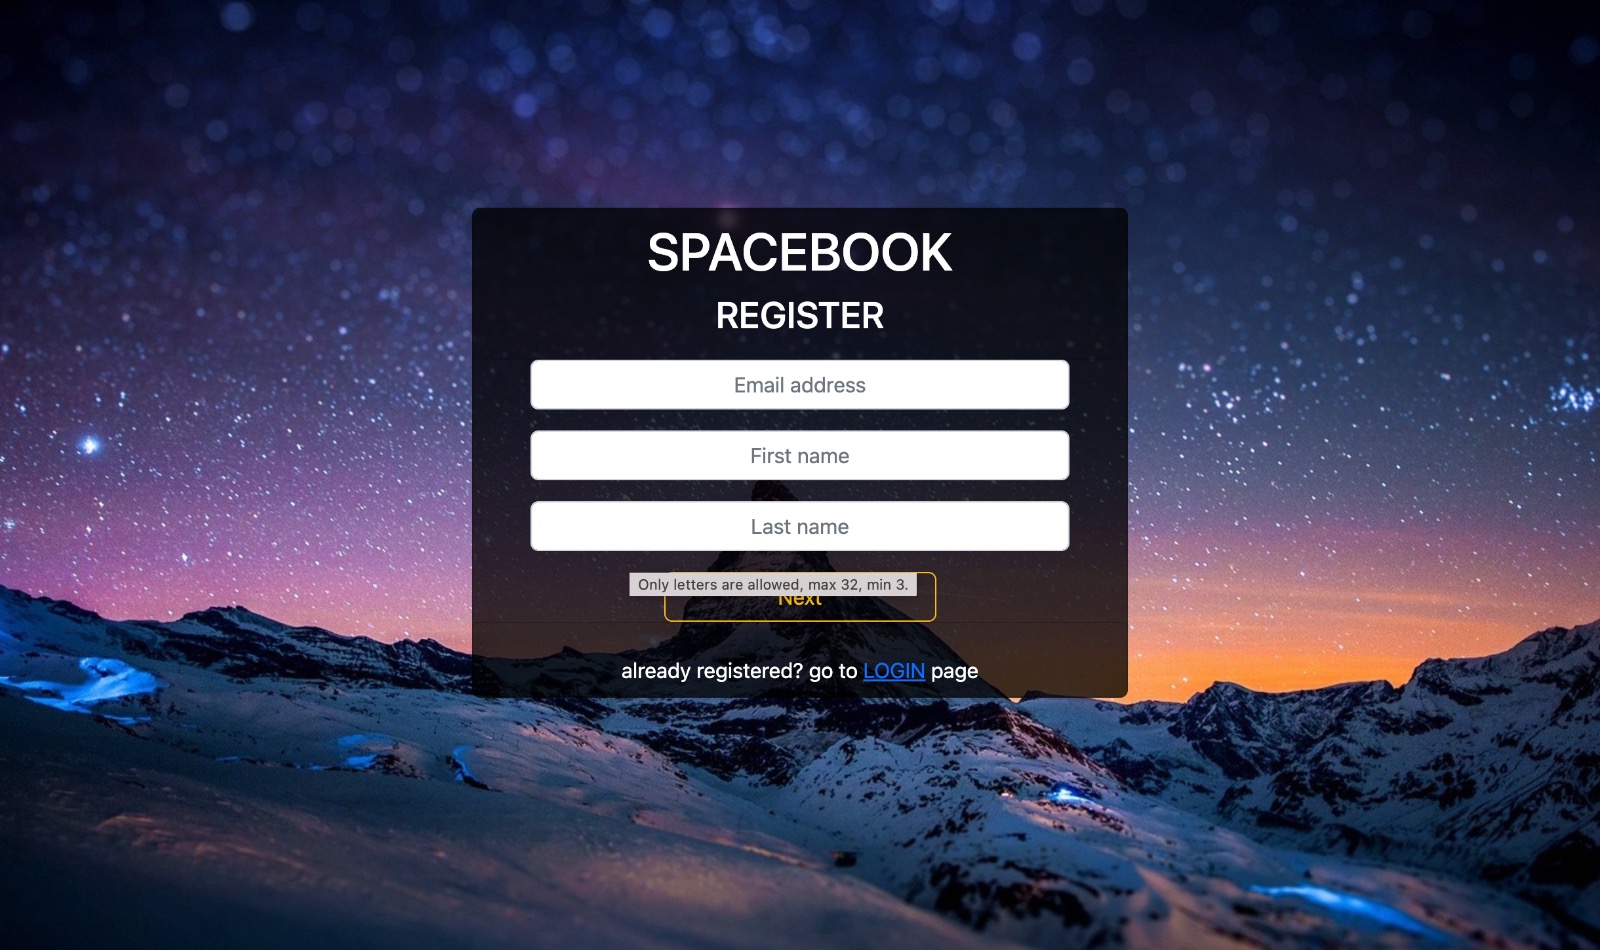 SPACEBOOK
REGISTER
Email address
First name
Last name
Only letters are allowed, max 32, min 3.
Next
already registered? go to LOGIN page